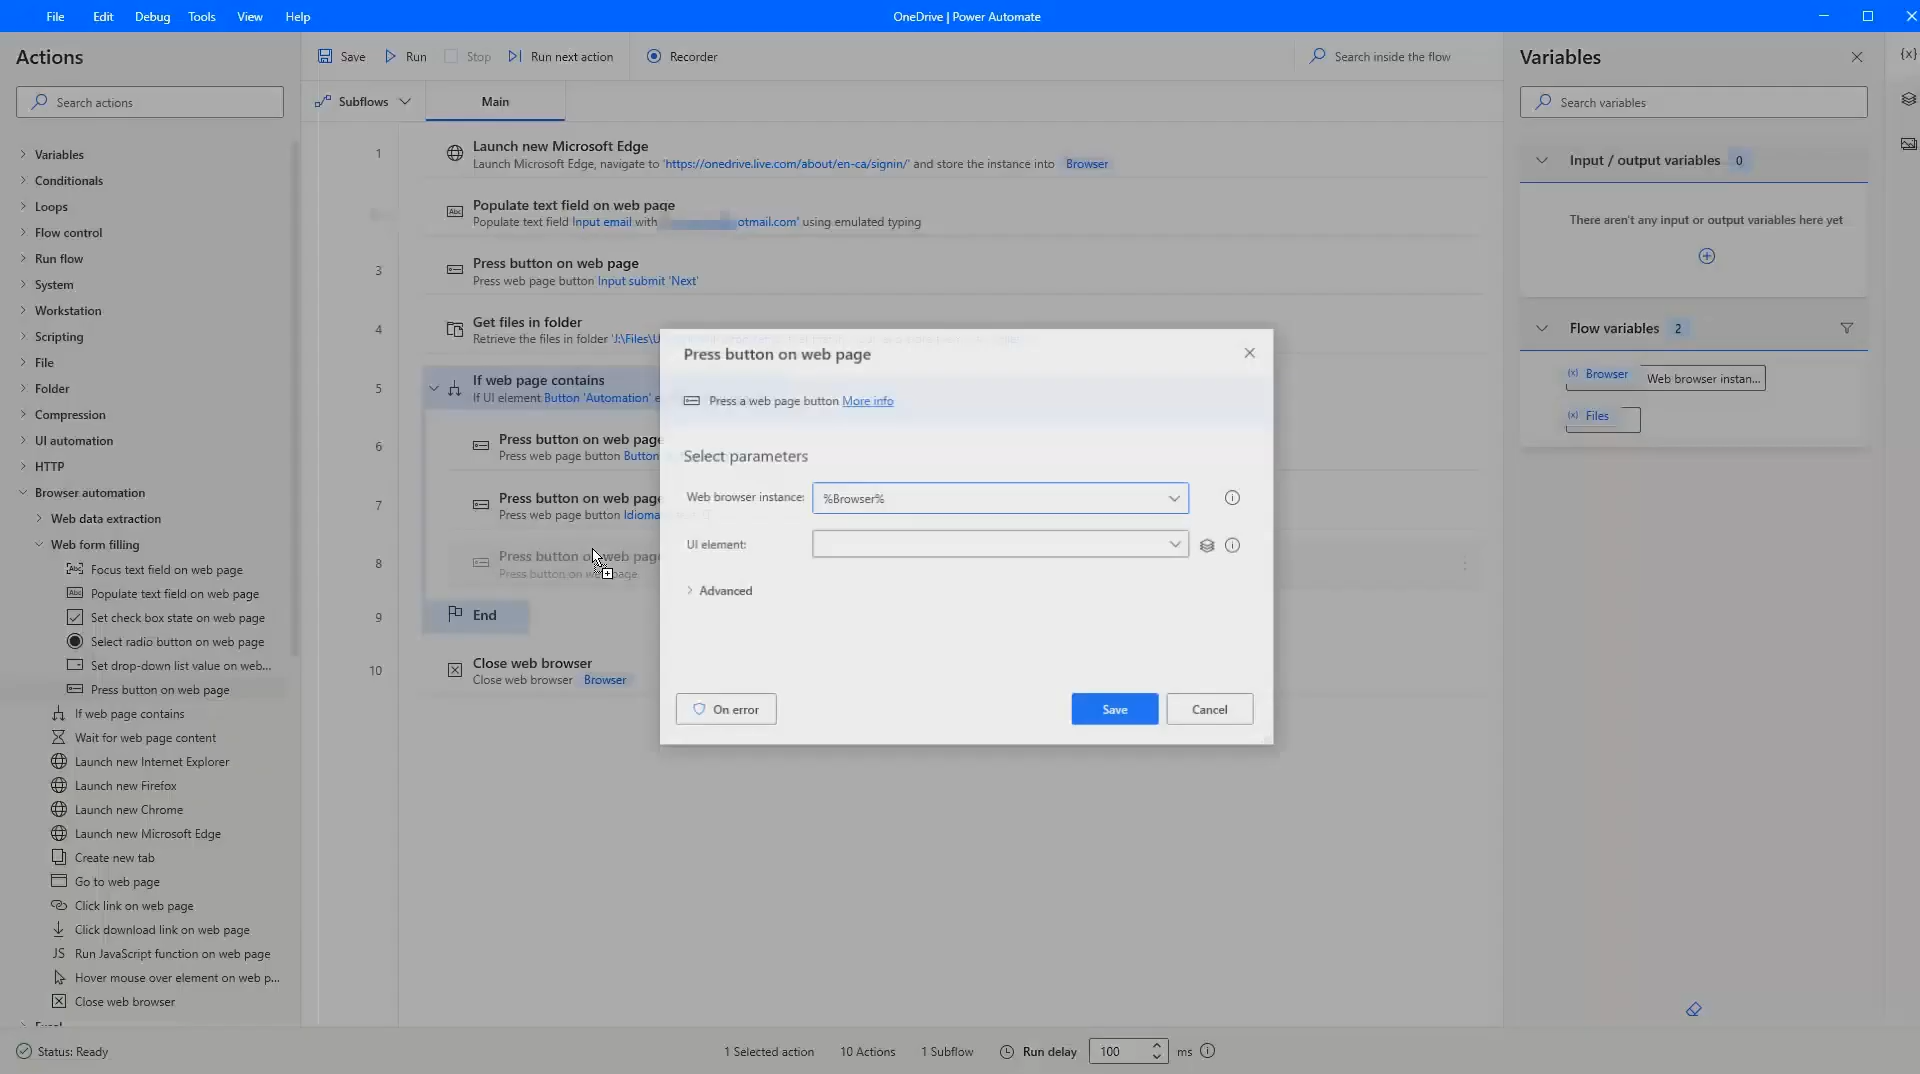 File Edit Debug Tools View Help
OneDrive | Power Automate
Actions
Search actions
Variables
Conditionals
Loops
Flow control
Run flow
System
Workstation
Scripting
File
Folder
Compression
UI automation
HTTP
Browser automation
Web data extraction
Web form filling
Focus text field on web page
Populate text field on web page
Set check box state on web page
Select radio button on web page
Set drop-down list value on web...
Press button on web page
If web page contains
Wait for web page content
Launch new Internet Explorer
Launch new Firefox
Launch new Chrome
Launch new Microsoft Edge
Create new tab
Go to web page
Click link on web page
Click download link on web page
JS Run JavaScript function on web page
Hover mouse over element on web p...
Close web browser
Excel
Save Run Stop Run next action Recorder
Search inside the flow
Subflows Main
1 Launch new Microsoft Edge
Launch Microsoft Edge, navigate to 'https://onedrive.live.com/about/en-ca/signin/' and store the instance into Browser
Populate text field on web page
Populate text field Input email with otmail.com' using emulated typing
3 Press button on web page
Press web page button Input submit 'Next'
4 Get files in folder
Retrieve the files in folder 'J:\Files\U
5 If web page contains
If UI element Button 'Automation' e
6 Press button on web page
Press web page button Button
7 Press button on web page
Press web page button Idioma
8 Press button on web page
Press button on web page
9 End
10 Close web browser
Close web browser Browser
Press button on web page
Press a web page button More info
Select parameters
Web browser instance: %Browser%
UI element:
Advanced
On error Save Cancel
Variables
{x}
Search variables
Input / output variables 0
There aren't any input or output variables here yet
Flow variables 2
(x) Browser Web browser instan...
(x) Files
Status: Ready
1 Selected action 10 Actions 1 Subflow Run delay 100 ms